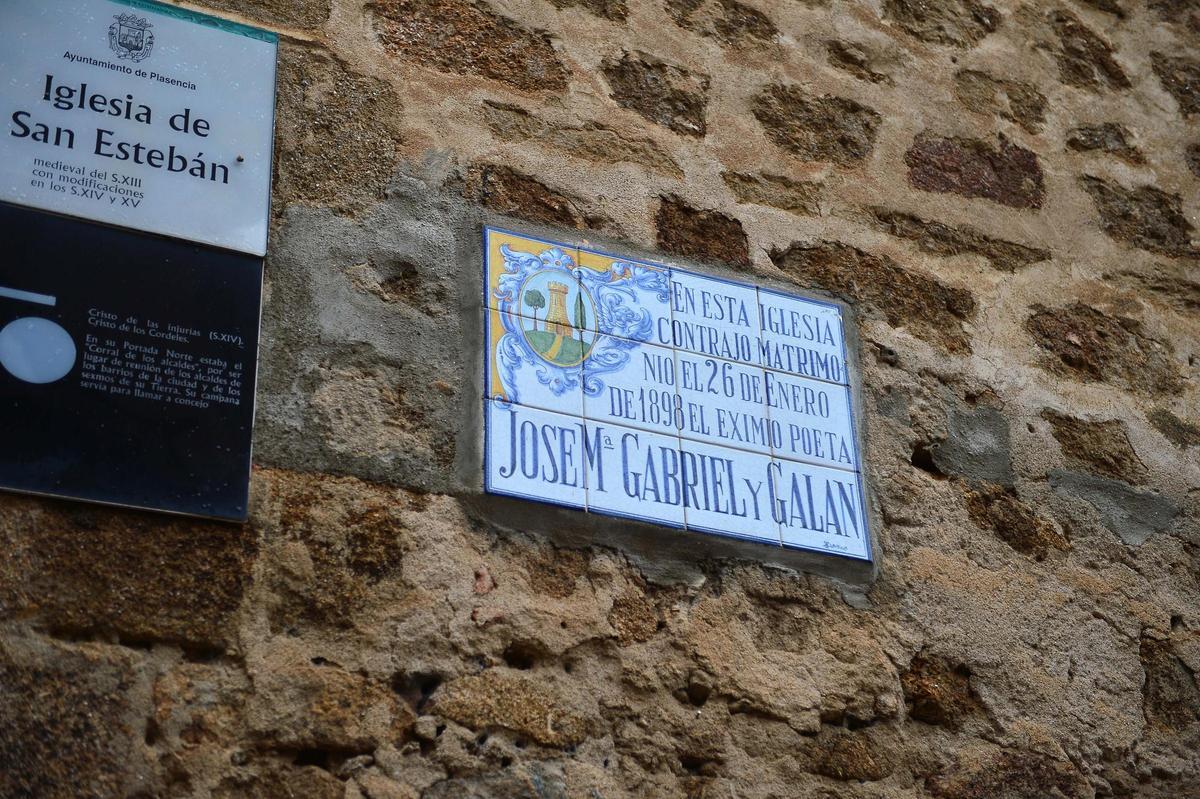 Ayuntamiento de Plasencia
Iglesia de
San Estebán
medieval del S.XIII
con modificaciones
en los S.XIV y XV
Cristo de las injurias (S.XIV).
Cristo de los Cordeles.
En su Portada Norte estaba el
"Corral de los alcaldes", por ser
lugar de reunión de los alcaldes de
los barrios de la ciudad y de los
sexmos de su Tierra. Su campana
servía para llamar a concejo
EN ESTA IGLESIA
CONTRAJO MATRIMO
NIO EL 26 DE ENERO
DE 1898 EL EXIMIO POETA
JOSE Mª GABRIEL Y GALAN